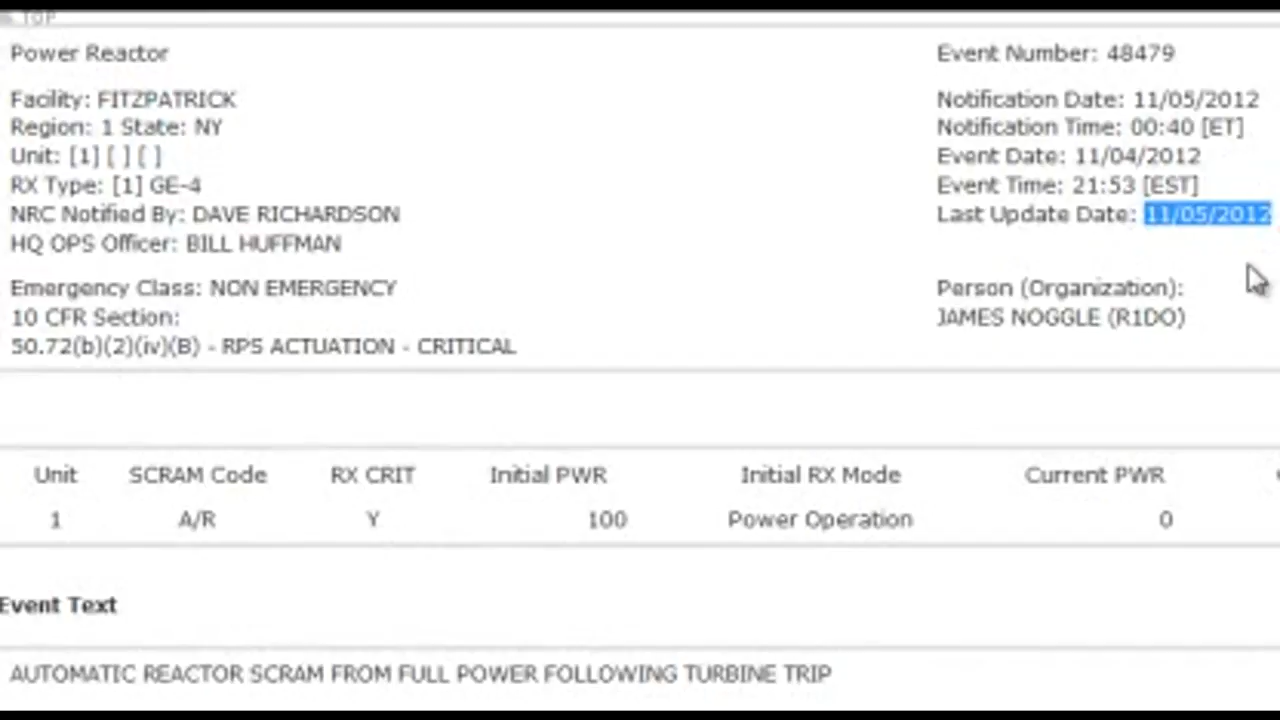 TOP
Power Reactor
Event Number: 48479
Facility: FITZPATRICK
Region: 1 State: NY
Unit: [1] [ ] [ ]
RX Type: [1] GE-4
NRC Notified By: DAVE RICHARDSON
HQ OPS Officer: BILL HUFFMAN
Notification Date: 11/05/2012
Notification Time: 00:40 [ET]
Event Date: 11/04/2012
Event Time: 21:53 [EST]
Last Update Date: 11/05/2012
Emergency Class: NON EMERGENCY
10 CFR Section:
50.72(b)(2)(iv)(B) - RPS ACTUATION - CRITICAL
Person (Organization):
JAMES NOGGLE (R1DO)
Unit SCRAM Code RX CRIT Initial PWR Initial RX Mode Current PWR
1 A/R Y 100 Power Operation 0
Event Text
AUTOMATIC REACTOR SCRAM FROM FULL POWER FOLLOWING TURBINE TRIP